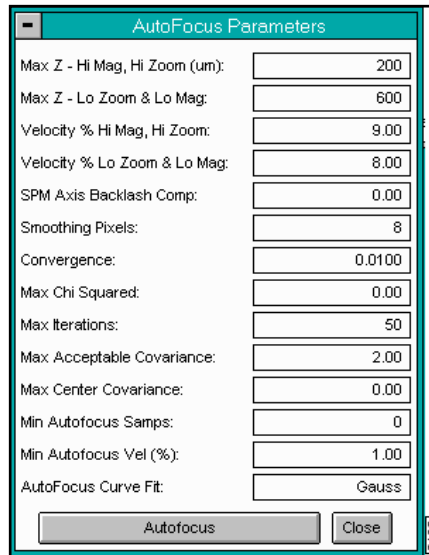 AutoFocus Parameters
Max Z - Hi Mag, Hi Zoom (um): 200
Max Z - Lo Zoom & Lo Mag: 600
Velocity % Hi Mag, Hi Zoom: 9.00
Velocity % Lo Zoom & Lo Mag: 8.00
SPM Axis Backlash Comp: 0.00
Smoothing Pixels: 8
Convergence: 0.0100
Max Chi Squared: 0.00
Max Iterations: 50
Max Acceptable Covariance: 2.00
Max Center Covariance: 0.00
Min Autofocus Samps: 0
Min Autofocus Vel (%): 1.00
AutoFocus Curve Fit: Gauss
Autofocus Close